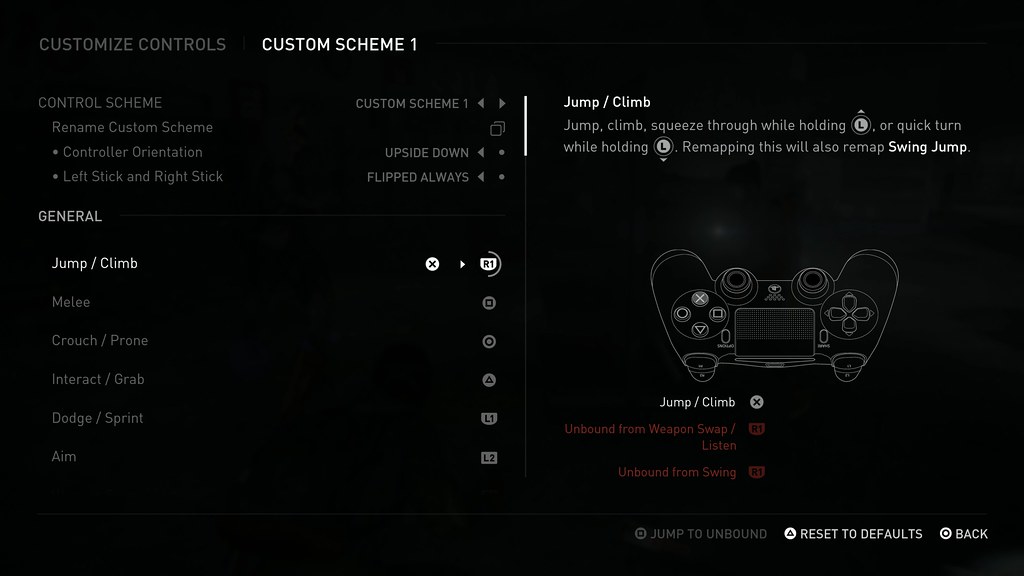 CUSTOMIZE CONTROLS CUSTOM SCHEME 1
CONTROL SCHEME CUSTOM SCHEME 1
Rename Custom Scheme
• Controller Orientation UPSIDE DOWN
• Left Stick and Right Stick FLIPPED ALWAYS
GENERAL
Jump / Climb R1
Melee
Crouch / Prone
Interact / Grab
Dodge / Sprint L1
Aim L2
Jump / Climb
Jump, climb, squeeze through while holding L, or quick turn
while holding L. Remapping this will also remap Swing Jump.
OPTIONS SHARE
Jump / Climb
Unbound from Weapon Swap / R1
Listen
Unbound from Swing R1
JUMP TO UNBOUND RESET TO DEFAULTS BACK